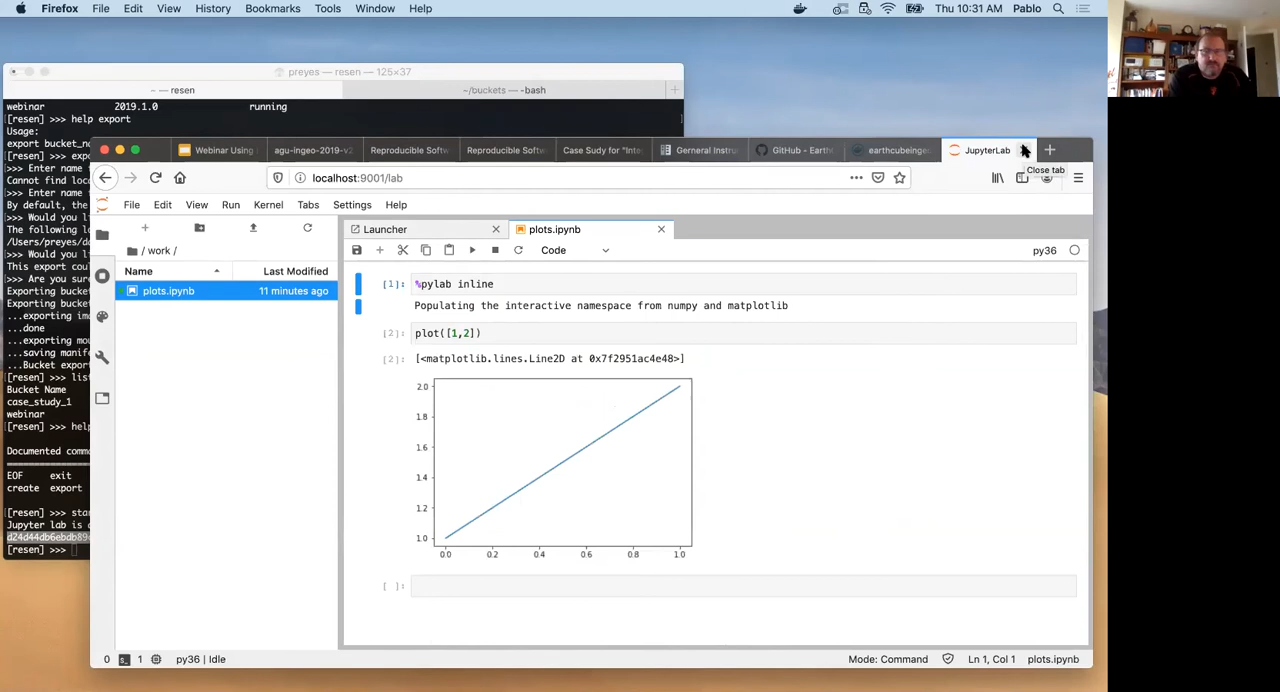 Firefox File Edit View History Bookmarks Tools Window Help Thu 10:31 AM Pablo
preyes — resen — 125×37
~ — resen ~/buckets — -bash
webinar 2019.1.0 running
[resen] >>> help export
Usage:
export bucket_n
[resen] >>> exp
>>> Enter name
Cannot find loc
>>> Enter name
By default, the
>>> Would you l
The following l
/Users/preyes/d
>>> Would you l
This export cou
>>> Are you sur
Exporting bucke
Exporting bucke
...exporting im
...done
...exporting mo
...saving manif
...Bucket expor
[resen] >>> list
Bucket Name
case_study_1
webinar
[resen] >>> help
Documented comm
EOF exit
create export
[resen] >>> sta
Jupyter lab is
d24d44db6ebdb89
[resen] >>>
Webinar Using agu-ingeo-2019-v2 Reproducible Softw Reproducible Softw Case Sudy for "Inte General Instru GitHub - Earth earthcubeinge JupyterLab
Close tab
localhost:9001/lab
File Edit View Run Kernel Tabs Settings Help
Launcher plots.ipynb
Code py36
/ work /
Name Last Modified
plots.ipynb 11 minutes ago
[1]: %pylab inline
Populating the interactive namespace from numpy and matplotlib
[2]: plot([1,2])
[2]: [<matplotlib.lines.Line2D at 0x7f2951ac4e48>]
2.0
1.8
1.6
1.4
1.2
1.0
0.0 0.2 0.4 0.6 0.8 1.0
[ ]:
0 1 py36 | Idle Mode: Command Ln 1, Col 1 plots.ipynb